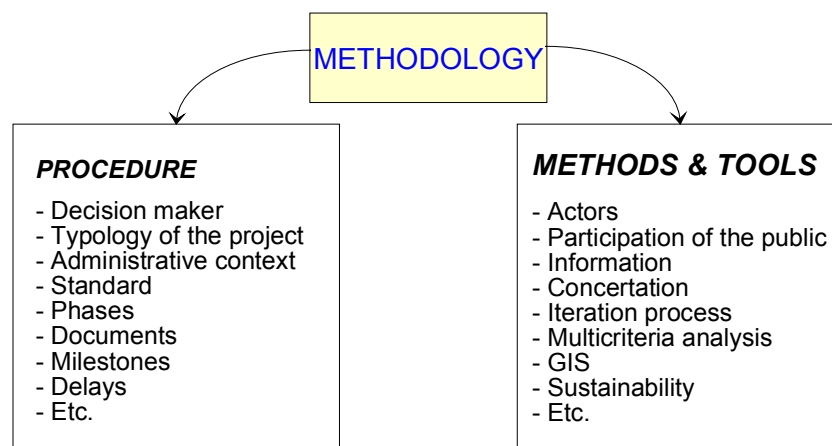 METHODOLOGY
PROCEDURE
- Decision maker
- Typology of the project
- Administrative context
- Standard
- Phases
- Documents
- Milestones
- Delays
- Etc.
METHODS & TOOLS
- Actors
- Participation of the public
- Information
- Concertation
- Iteration process
- Multicriteria analysis
- GIS
- Sustainability
- Etc.